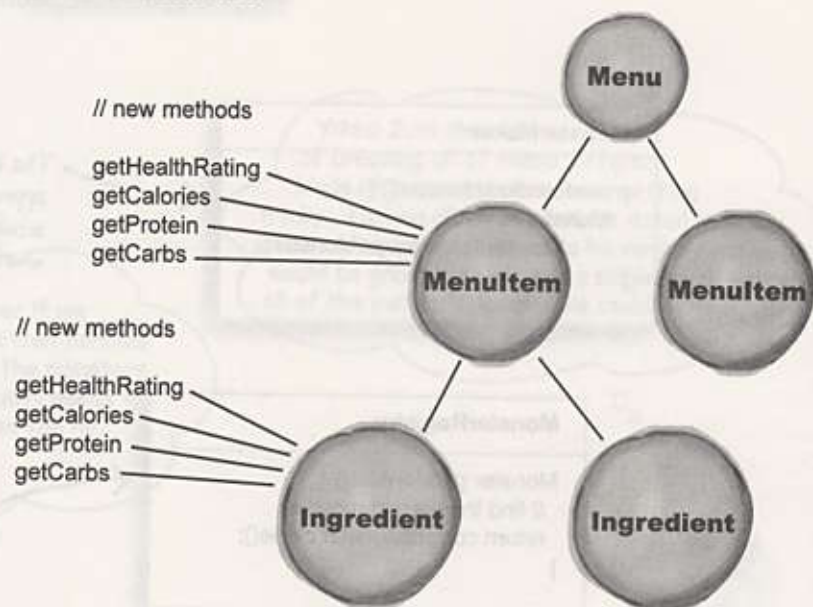 Menu
// new methods
getHealthRating
getCalories
getProtein
getCarbs
MenuItem
MenuItem
// new methods
getHealthRating
getCalories
getProtein
getCarbs
Ingredient
Ingredient